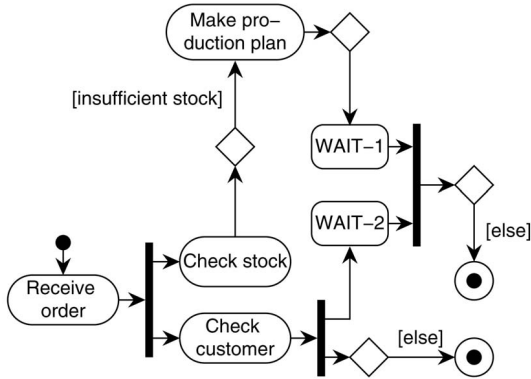 Make pro-
duction plan
[insufficient stock]
WAIT-1
WAIT-2
[else]
Check stock
Receive
order
Check
customer
[else]